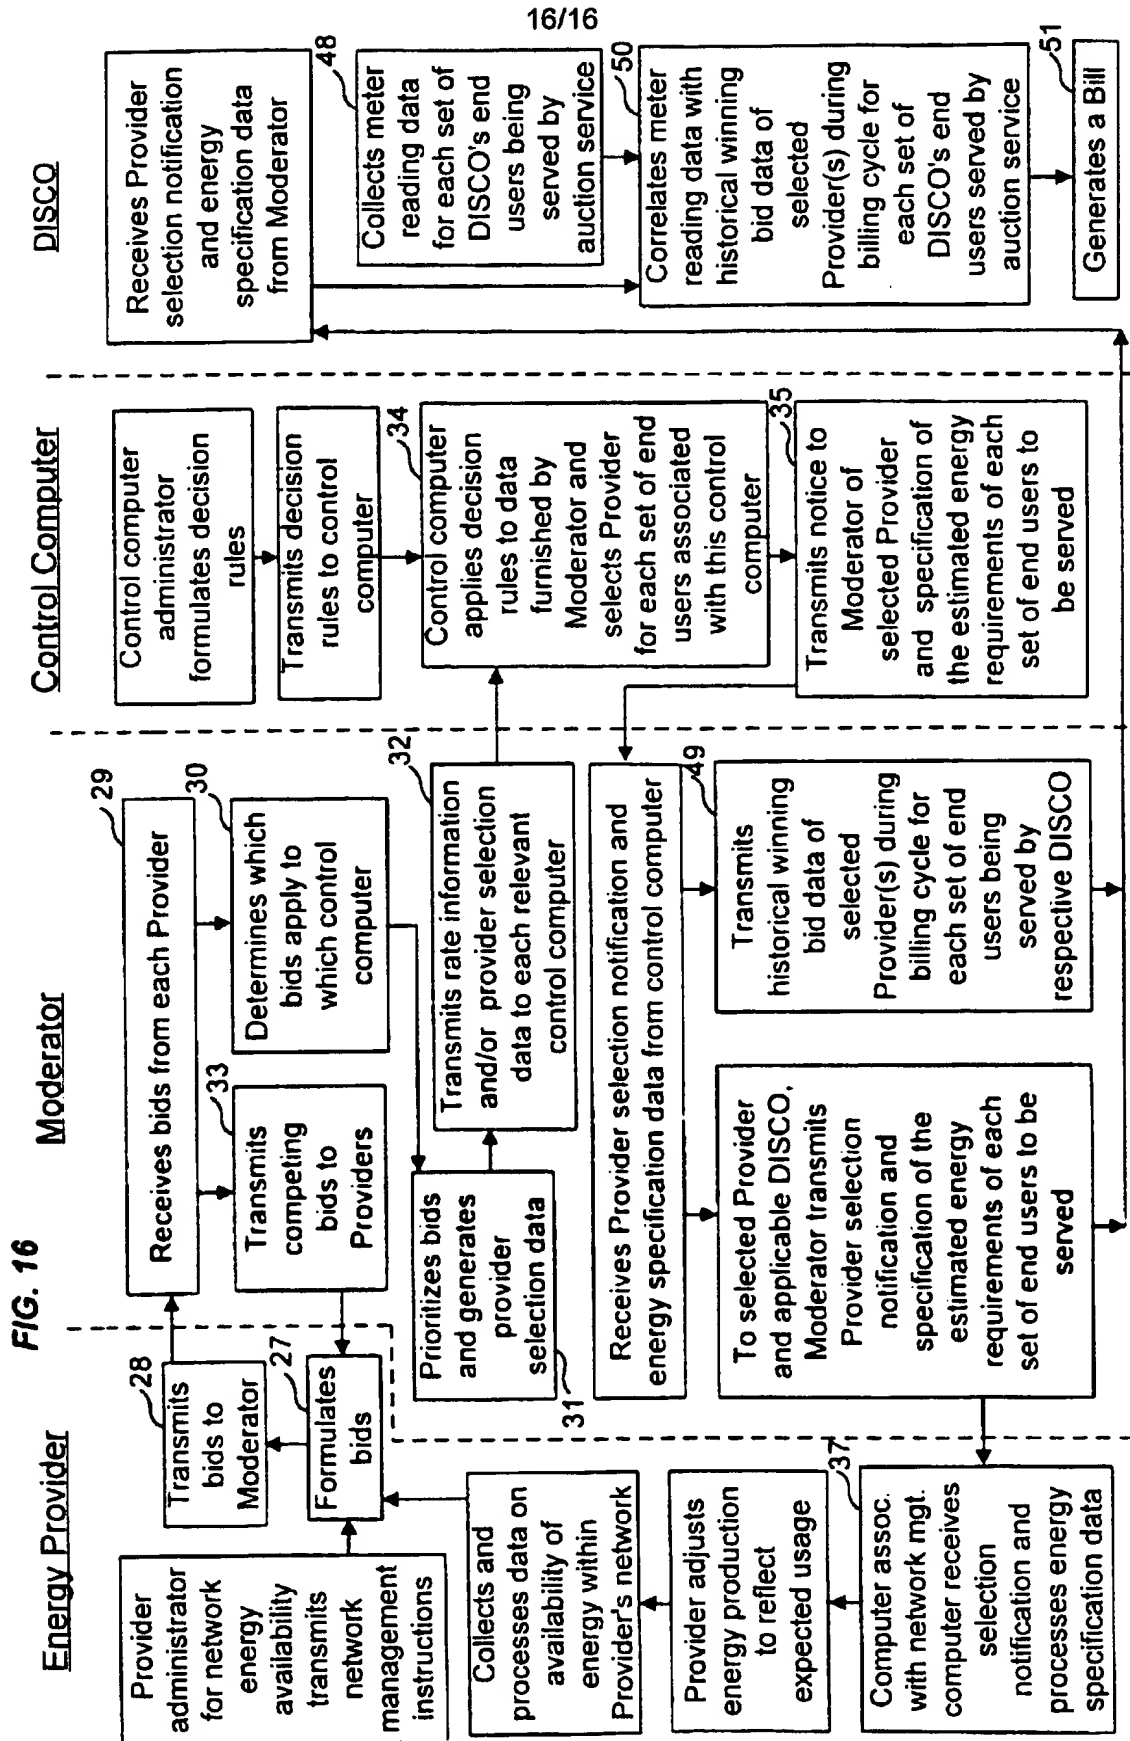 16/16
FIG. 16
Energy Provider
Provider
administrator
for network
energy
availability
transmits
network
management
instructions
28
Transmits
bids to
Moderator
27
Formulates
bids
Collects and
processes data on
availability of
energy within
Provider's network
Provider adjusts
energy production
to reflect
expected usage
37
Computer assoc.
with network mgt.
computer receives
selection
notification and
processes energy
specification data
Moderator
29
Receives bids from each Provider
33
Transmits
competing
bids to
Providers
30
Determines which
bids apply to
which control
computer
Prioritizes bids
and generates
provider
selection data
31
32
Transmits rate information
and/or provider selection
data to each relevant
control computer
Receives Provider selection notification and
energy specification data from control computer
To selected Provider
and applicable DISCO,
Moderator transmits
Provider selection
notification and
specification of the
estimated energy
requirements of each
set of end users to be
served
49
Transmits
historical winning
bid data of
selected
Provider(s) during
billing cycle for
each set of end
users being
served by
respective DISCO
Control Computer
Control computer
administrator
formulates decision
rules
Transmits decision
rules to control
computer
34
Control computer
applies decision
rules to data
furnished by
Moderator and
selects Provider
for each set of end
users associated
with this control
computer
35
Transmits notice to
Moderator of
selected Provider
and specification of
the estimated energy
requirements of each
set of end users to
be served
DISCO
Receives Provider
selection notification
and energy
specification data
from Moderator
48
Collects meter
reading data
for each set of
DISCO's end
users being
served by
auction service
50
Correlates meter
reading data with
historical winning
bid data of
selected
Provider(s) during
billing cycle for
each set of
DISCO's end
users served by
auction service
51
Generates a Bill